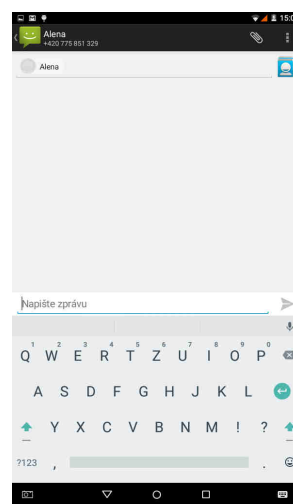 15:0
Alena
+420 775 851 329
Alena
Napište zprávu
1 2 3 4 5 6 7 8 9 0
Q W E R T Z U I O P
A S D F G H J K L
Y X C V B N M ! ?
?123 , .